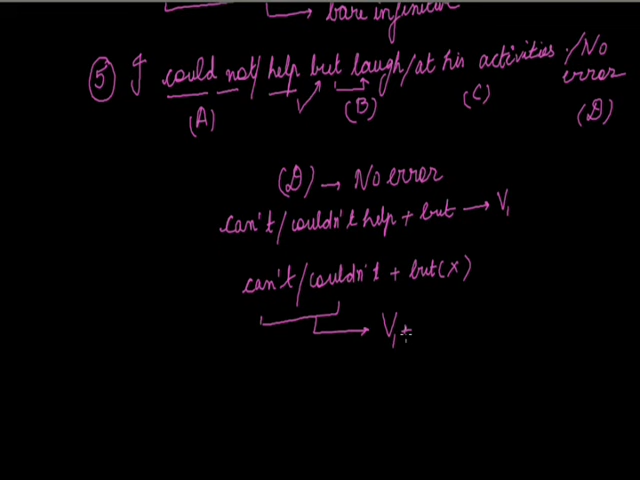 bare infinitive
(5) I could not/help but laugh/at his activities./No
error
(A) (B) (C) (D)
(D) → No error
can't/couldn't help + but → V1
can't/couldn't + but (x)
→ V1 +